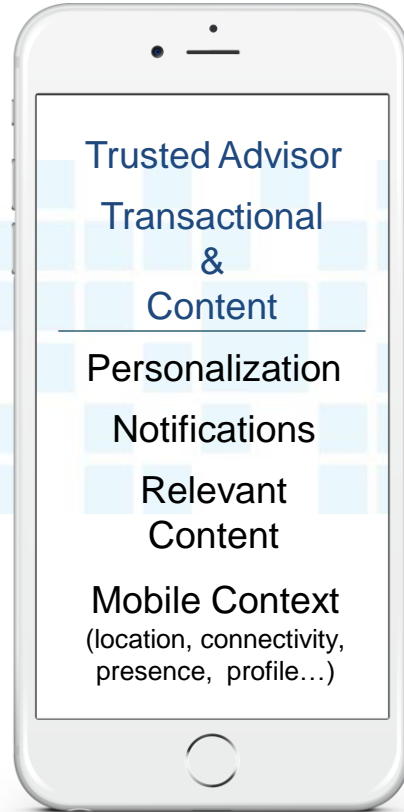 Trusted Advisor
Transactional
&
Content
Personalization
Notifications
Relevant
Content
Mobile Context
(location, connectivity,
presence, profile…)